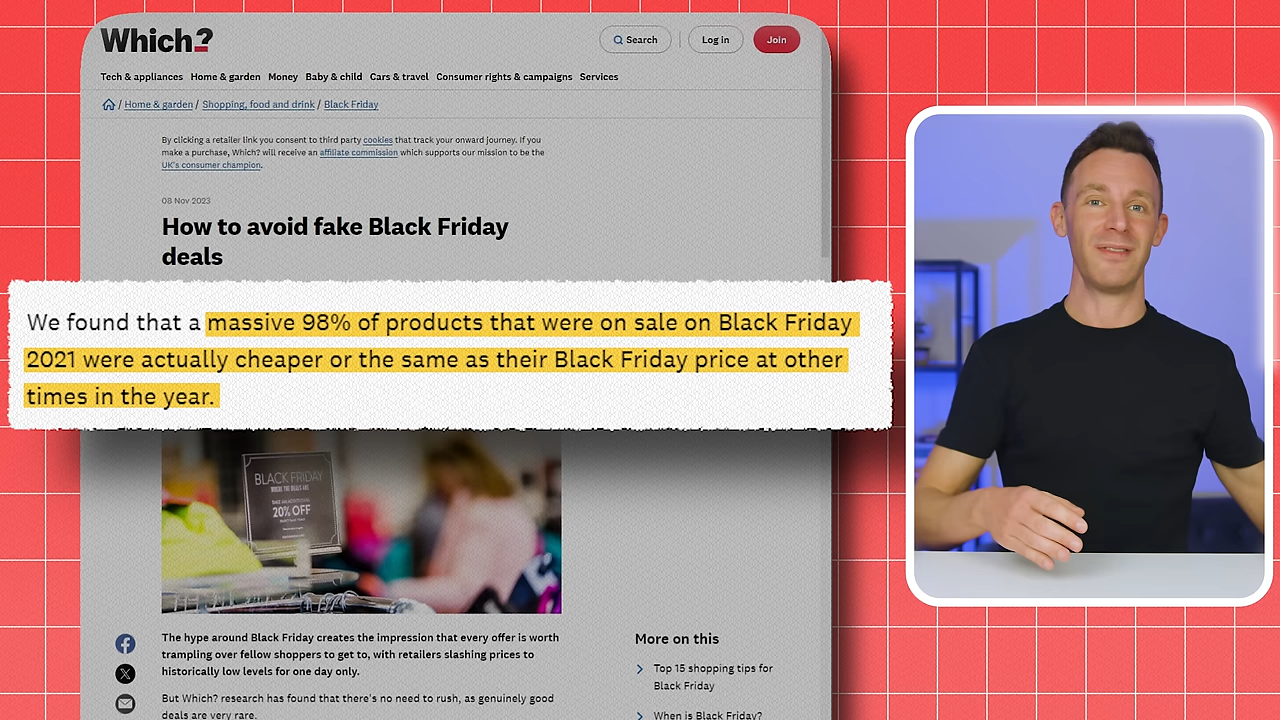 Which?
Search
Log in
Join
Tech & appliances Home & garden Money Baby & child Cars & travel Consumer rights & campaigns Services
/ Home & garden / Shopping, food and drink / Black Friday
By clicking a retailer link you consent to third party cookies that track your onward journey. If you
make a purchase, Which? will receive an affiliate commission which supports our mission to be the
UK's consumer champion.
08 Nov 2023
How to avoid fake Black Friday
deals
We found that a massive 98% of products that were on sale on Black Friday
2021 were actually cheaper or the same as their Black Friday price at other
times in the year.
BLACK FRIDAY
WHERE THE DEALS ARE
20% OFF
The hype around Black Friday creates the impression that every offer is worth
trampling over fellow shoppers to get to, with retailers slashing prices to
historically low levels for one day only.
But Which? research has found that there's no need to rush, as genuinely good
deals are very rare.
More on this
Top 15 shopping tips for
Black Friday
When is Black Friday?